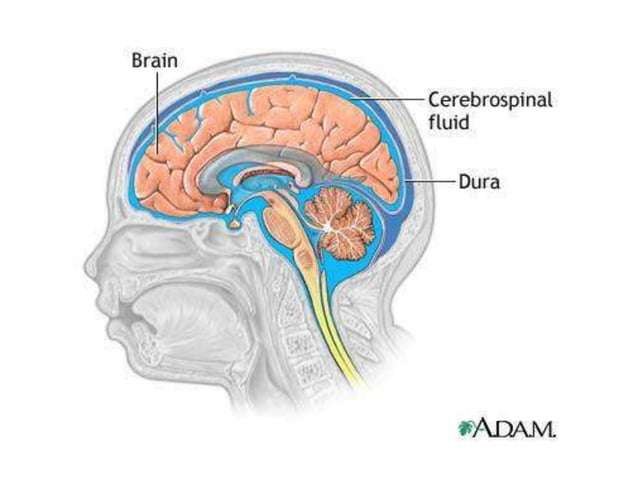 Brain
Cerebrospinal
fluid
Dura
A.D.A.M.